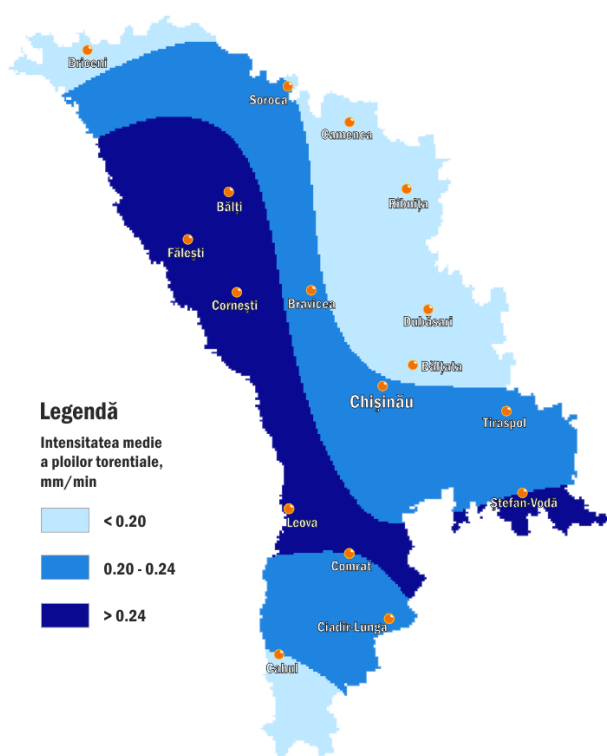 Briceni
Soroca
Camenca
Rîbnița
Bălți
Fălești
Cornești
Bravicea
Dubăsari
Bălțata
Chișinău
Tiraspol
Ștefan-Vodă
Leova
Comrat
Ciadîr-Lunga
Cahul
Legendă
Intensitatea medie
a ploilor torențiale,
mm/min
< 0.20
0.20 - 0.24
> 0.24